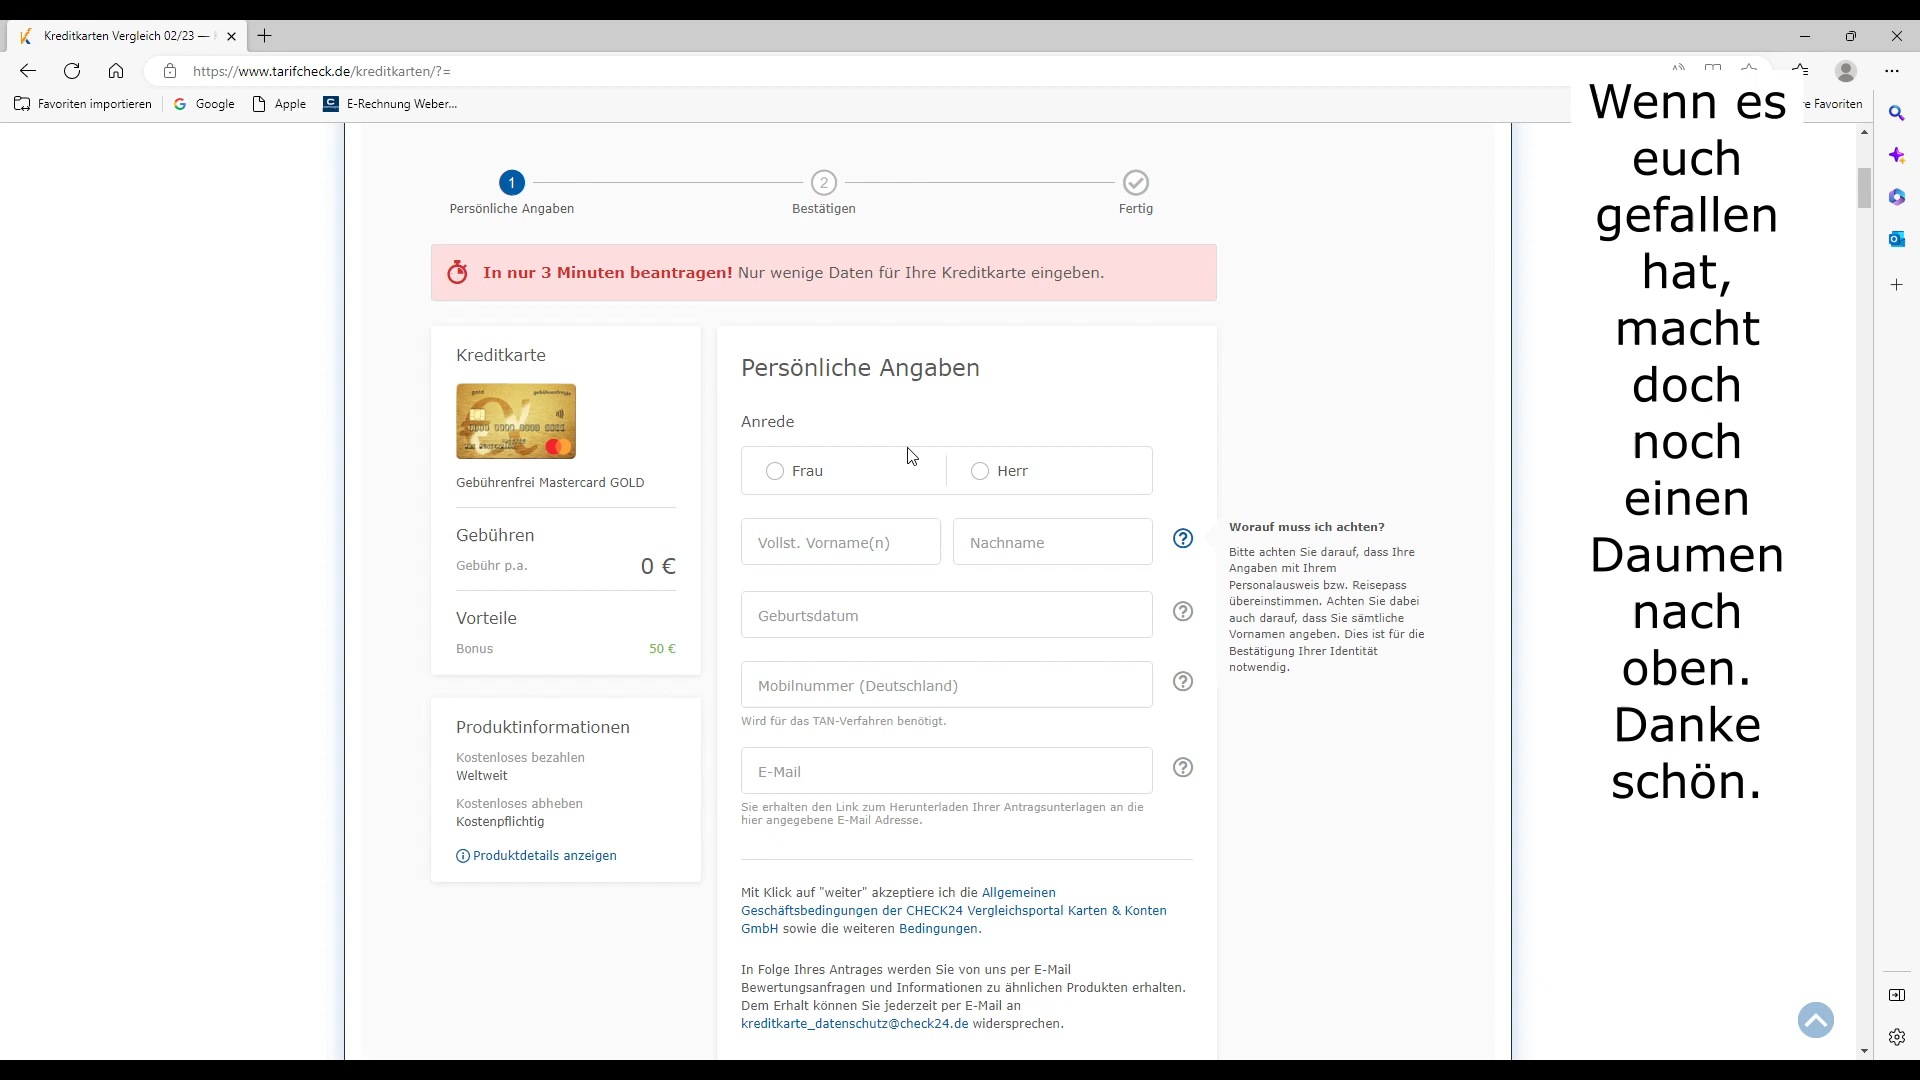 Kreditkarten Vergleich 02/23 —
https://www.tarifcheck.de/kreditkarten/?=
Favoriten importieren
Google
Apple
E-Rechnung Weber...
re Favoriten
1
2
Persönliche Angaben
Bestätigen
Fertig
In nur 3 Minuten beantragen! Nur wenige Daten für Ihre Kreditkarte eingeben.
Kreditkarte
gold
Gebührenfrei Mastercard GOLD
Gebühren
Gebühr p.a.
0 €
Vorteile
Bonus
50 €
Produktinformationen
Kostenloses bezahlen
Weltweit
Kostenloses abheben
Kostenpflichtig
Produktdetails anzeigen
Persönliche Angaben
Anrede
Frau
Herr
Vollst. Vorname(n)
Nachname
Geburtsdatum
Mobilnummer (Deutschland)
Wird für das TAN-Verfahren benötigt.
E-Mail
Sie erhalten den Link zum Herunterladen Ihrer Antragsunterlagen an die
hier angegebene E-Mail Adresse.
Mit Klick auf "weiter" akzeptiere ich die Allgemeinen
Geschäftsbedingungen der CHECK24 Vergleichsportal Karten & Konten
GmbH sowie die weiteren Bedingungen.
In Folge Ihres Antrages werden Sie von uns per E-Mail
Bewertungsanfragen und Informationen zu ähnlichen Produkten erhalten.
Dem Erhalt können Sie jederzeit per E-Mail an
kreditkarte_datenschutz@check24.de widersprechen.
Worauf muss ich achten?
Bitte achten Sie darauf, dass Ihre
Angaben mit Ihrem
Personalausweis bzw. Reisepass
übereinstimmen. Achten Sie dabei
auch darauf, dass Sie sämtliche
Vornamen angeben. Dies ist für die
Bestätigung Ihrer Identität
notwendig.
Wenn es
euch
gefallen
hat,
macht
doch
noch
einen
Daumen
nach
oben.
Danke
schön.